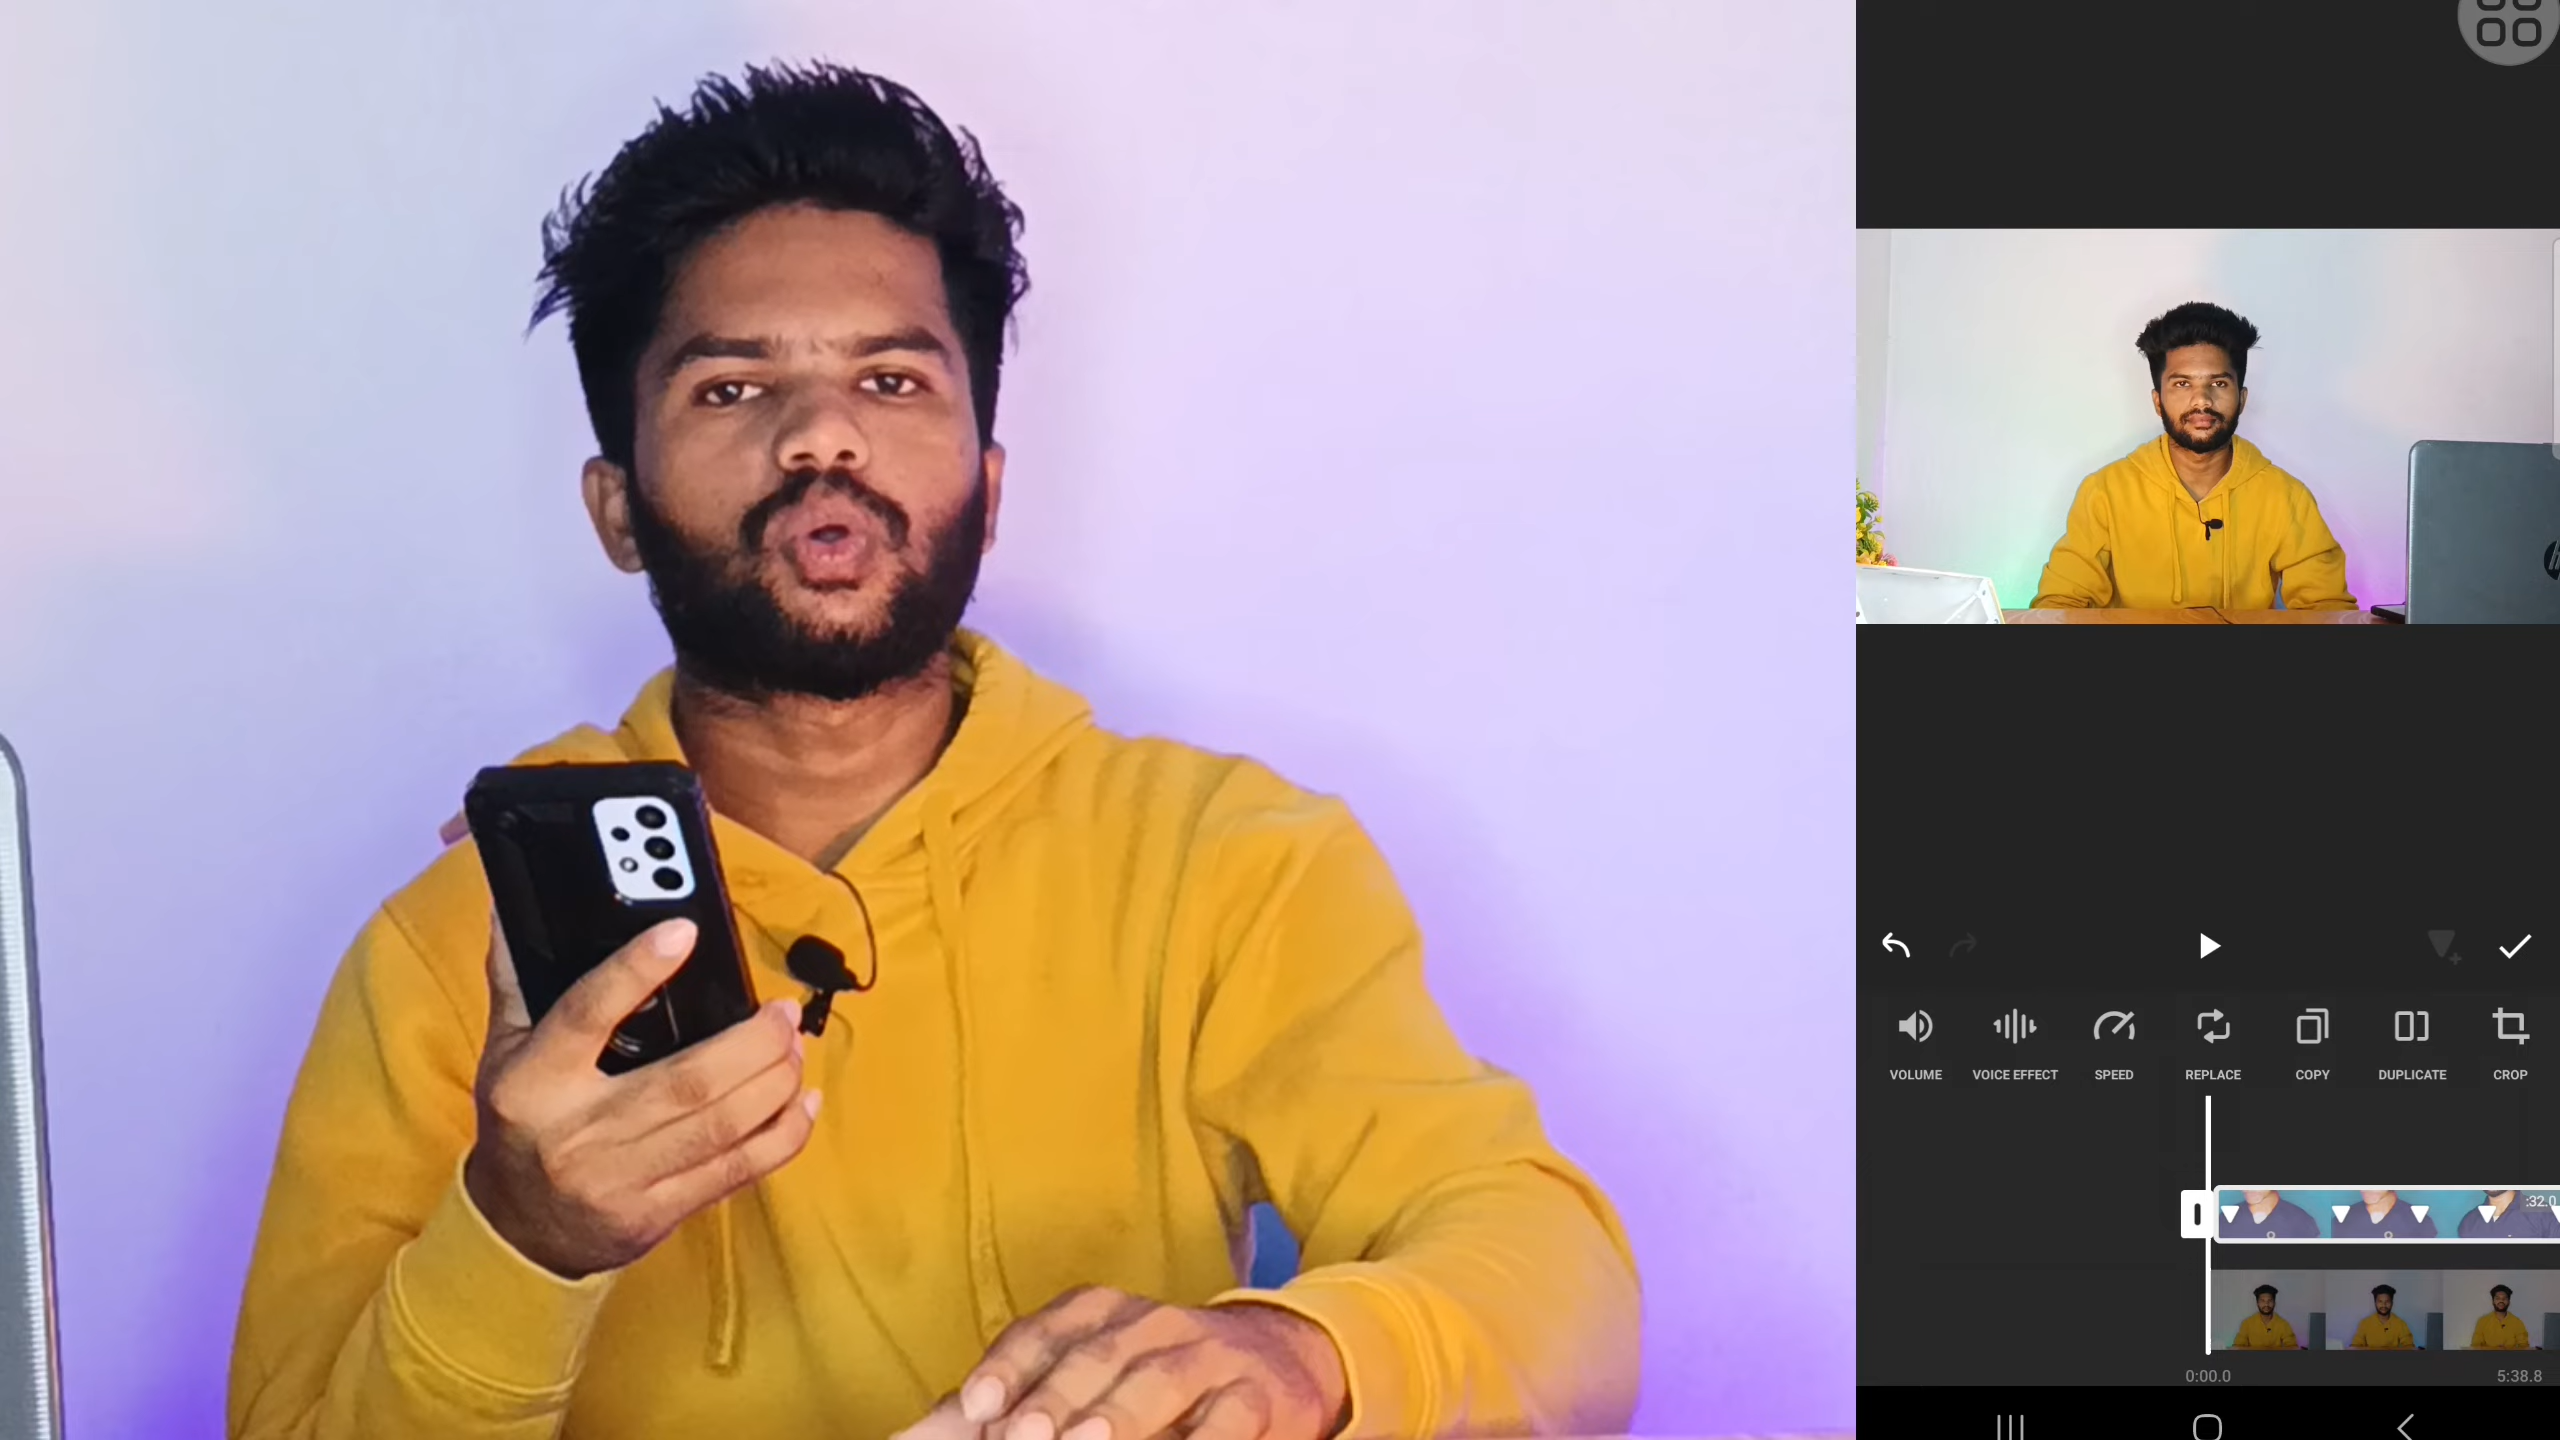 VOLUME VOICE EFFECT SPEED REPLACE COPY DUPLICATE CROP
:32.0
0:00.0 5:38.8